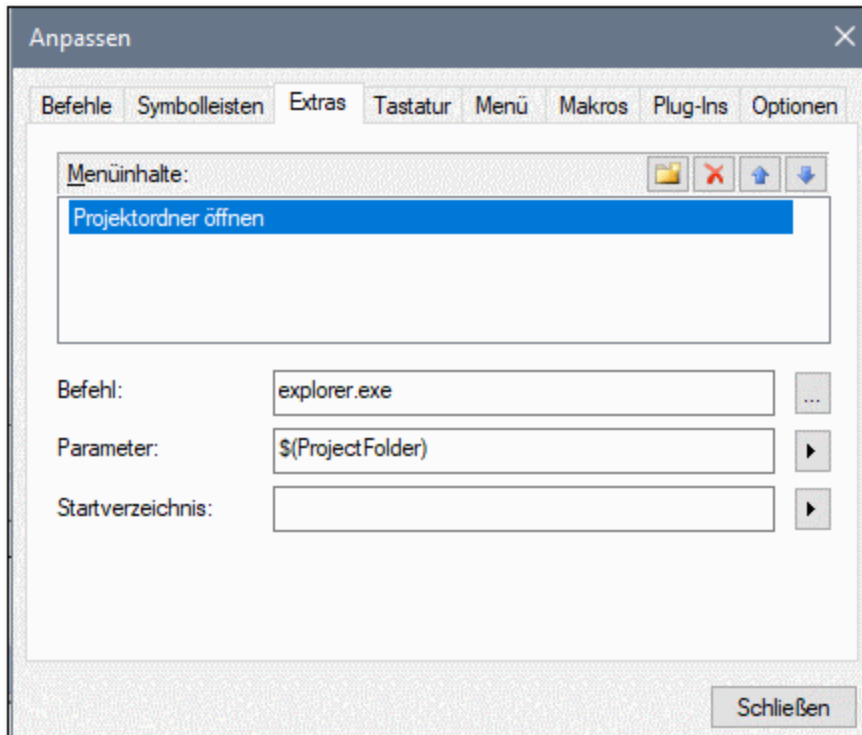 Anpassen
Befehle Symbolleisten Extras Tastatur Menü Makros Plug-Ins Optionen
Menüinhalte:
Projektordner öffnen
Befehl: explorer.exe ...
Parameter: $(ProjectFolder)
Startverzeichnis:
Schließen